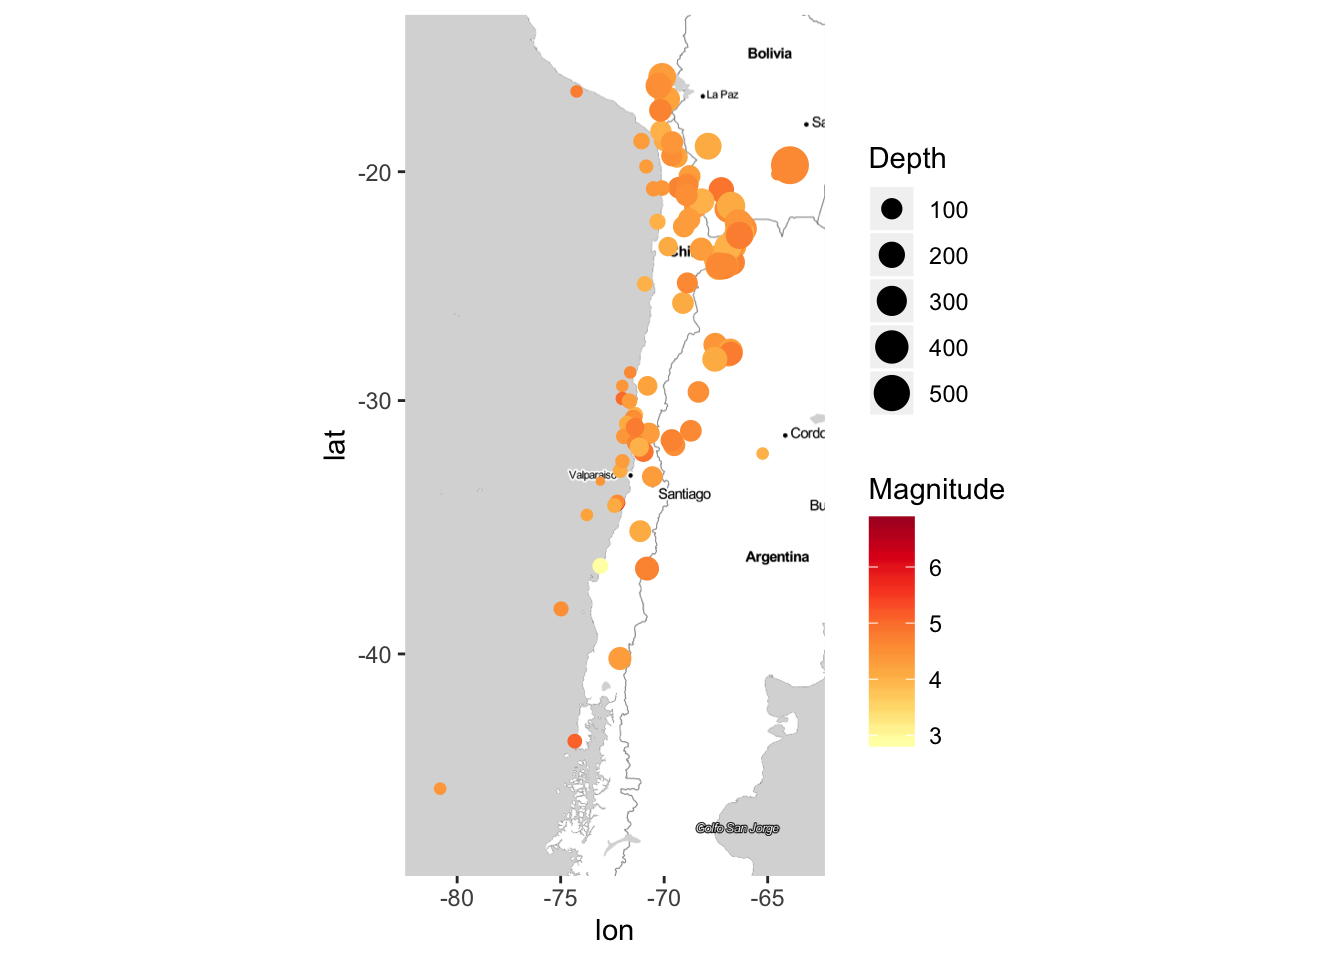 Bolivia
La Paz
Sa
-20
Chi
-30
Cordo
Valparaiso
Santiago
Bu
Argentina
-40
Golfo San Jorge
-80
-75
-70
-65
lon
lat
Depth
100
200
300
400
500
Magnitude
6
5
4
3